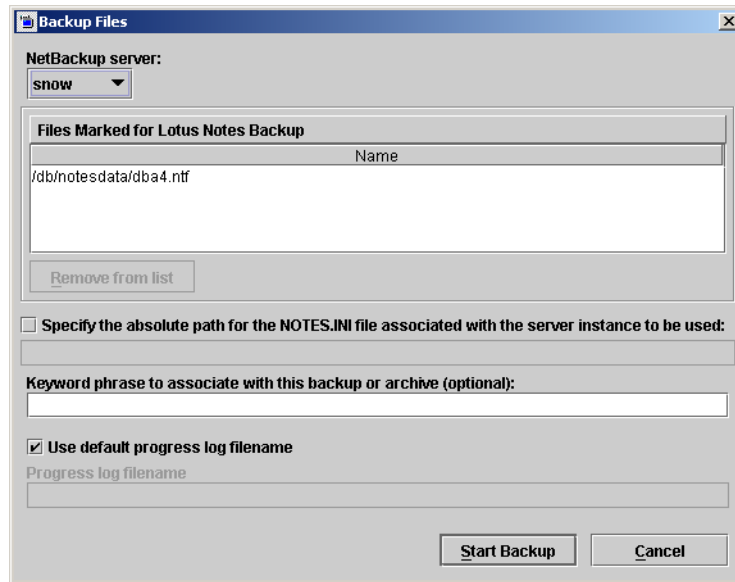 Backup Files
NetBackup server:
snow
Files Marked for Lotus Notes Backup
Name
/db/notesdata/dba4.ntf
Remove from list
Specify the absolute path for the NOTES.INI file associated with the server instance to be used:
Keyword phrase to associate with this backup or archive (optional):
Use default progress log filename
Progress log filename
Start Backup Cancel